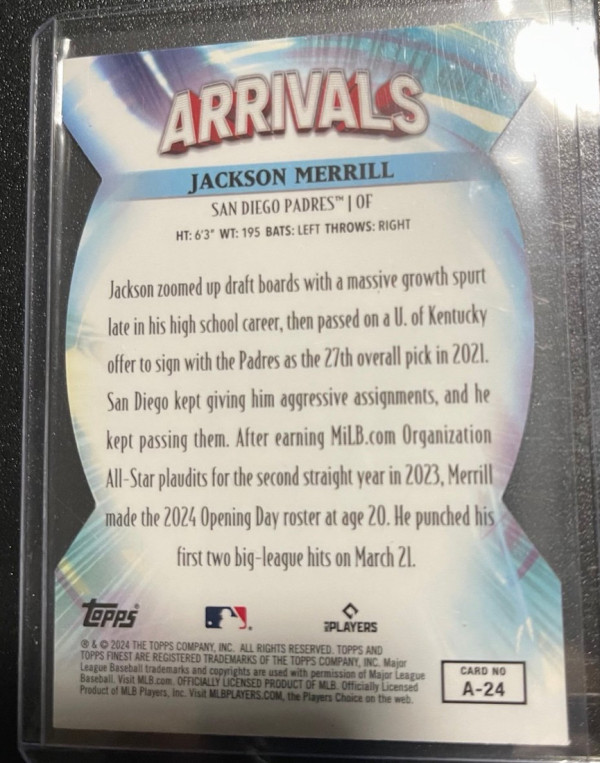 ARRIVALS
JACKSON MERRILL
SAN DIEGO PADRES™ | OF
HT: 6'3" WT: 195 BATS: LEFT THROWS: RIGHT
Jackson zoomed up draft boards with a massive growth spurt
late in his high school career, then passed on a U. of Kentucky
offer to sign with the Padres as the 27th overall pick in 2021.
San Diego kept giving him aggressive assignments, and he
kept passing them. After earning MiLB.com Organization
All-Star plaudits for the second straight year in 2023, Merrill
made the 2024 Opening Day roster at age 20. He punched his
first two big-league hits on March 21.
topps® ® MLB PLAYERS
® & © 2024 THE TOPPS COMPANY, INC. ALL RIGHTS RESERVED. TOPPS AND
TOPPS FINEST ARE REGISTERED TRADEMARKS OF THE TOPPS COMPANY, INC. Major
League Baseball trademarks and copyrights are used with permission of Major League
Baseball. Visit MLB.com. OFFICIALLY LICENSED PRODUCT OF MLB. Officially Licensed
Product of MLB Players, Inc. Visit MLBPLAYERS.COM, the Players Choice on the web.
CARD NO
A-24